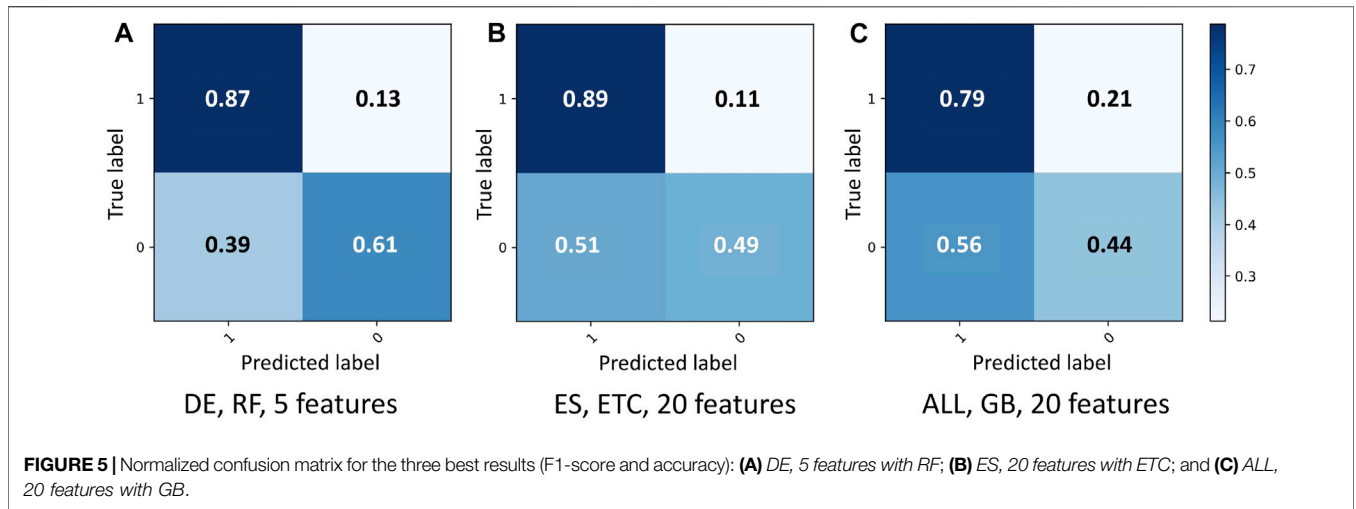 A
B
C
True label
1
0.87
0.13
0
0.39
0.61
1
0
Predicted label
DE, RF, 5 features
True label
1
0.89
0.11
0
0.51
0.49
1
0
Predicted label
ES, ETC, 20 features
True label
1
0.79
0.21
0
0.56
0.44
1
0
Predicted label
ALL, GB, 20 features
0.7
0.6
0.5
0.4
0.3
FIGURE 5 | Normalized confusion matrix for the three best results (F1-score and accuracy): (A) DE, 5 features with RF; (B) ES, 20 features with ETC; and (C) ALL,
20 features with GB.